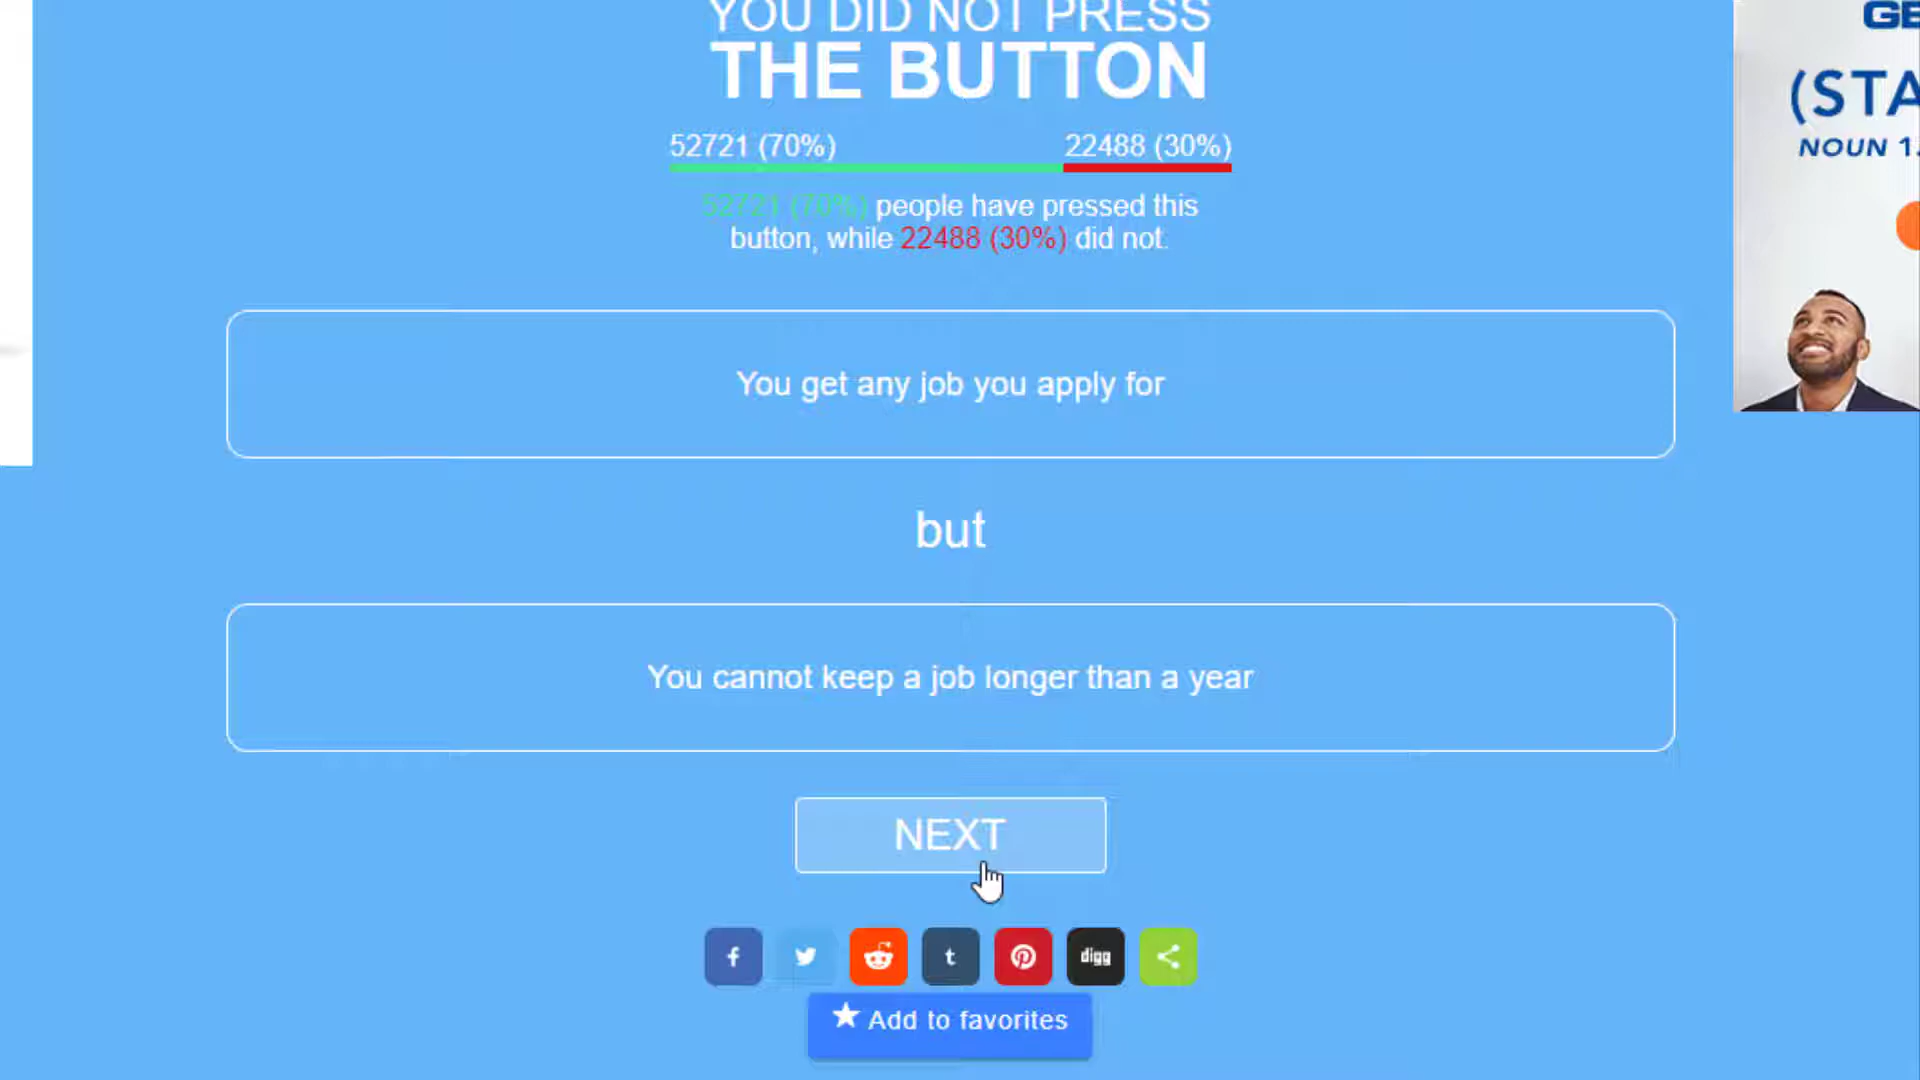 YOU DID NOT PRESS
THE BUTTON
52721 (70%) 22488 (30%)
52721 (70%) people have pressed this
button, while 22488 (30%) did not.
You get any job you apply for
but
You cannot keep a job longer than a year
NEXT
digg
Add to favorites
GE
(STA
NOUN 1.